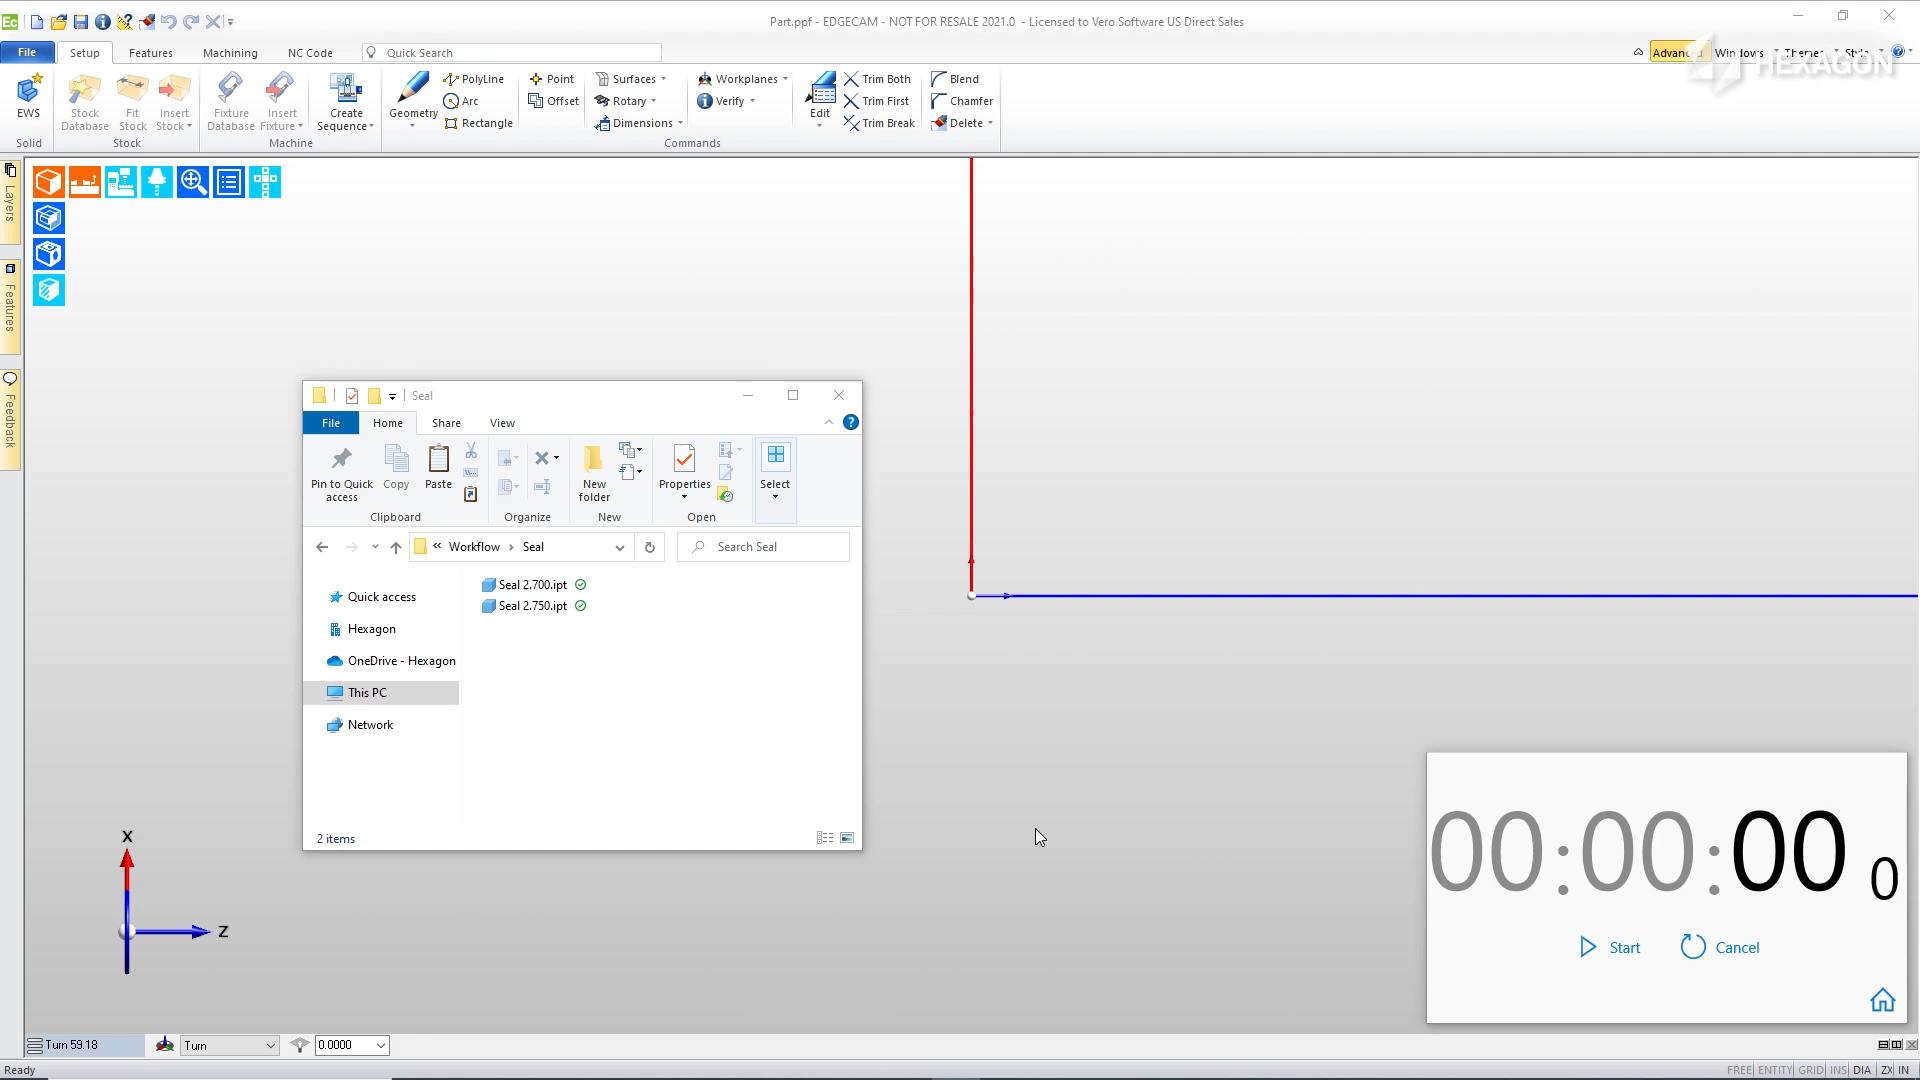 Ec
Part.ppf - EDGECAM - NOT FOR RESALE 2021.0 - Licensed to Vero Software US Direct Sales
File Setup Features Machining NC Code Quick Search
Advanced Windows Themes Style
HEXAGON
EWS
Solid
Stock Database
Fit Stock
Insert Stock
Stock
Fixture Database
Insert Fixture
Create Sequence
Machine
Geometry
PolyLine
Arc
Rectangle
Point
Offset
Surfaces
Rotary
Dimensions
Workplanes
Verify
Edit
Trim Both
Trim First
Trim Break
Blend
Chamfer
Delete
Commands
Layers
Features
Feedback
Seal
File Home Share View
Pin to Quick access
Copy
Paste
Clipboard
Organize
New folder
New
Properties
Open
Select
« Workflow › Seal
Search Seal
Quick access
Hexagon
OneDrive - Hexagon
This PC
Network
Seal 2.700.ipt
Seal 2.750.ipt
2 items
X
Z
00:00:00 0
Start Cancel
Turn 59.18 Turn 0.0000
Ready
FREE ENTITY GRID INS DIA ZX IN